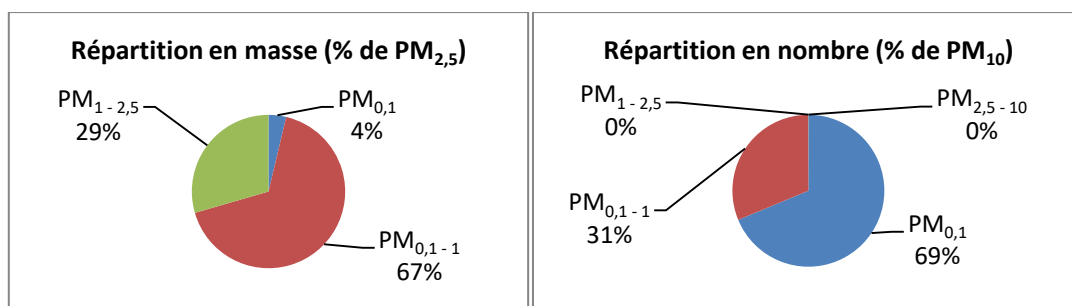 Répartition en masse (% de PM2,5)
PM1 - 2,5
29%
PM0,1
4%
PM0,1 - 1
67%
Répartition en nombre (% de PM10)
PM1 - 2,5
0%
PM2,5 - 10
0%
PM0,1 - 1
31%
PM0,1
69%